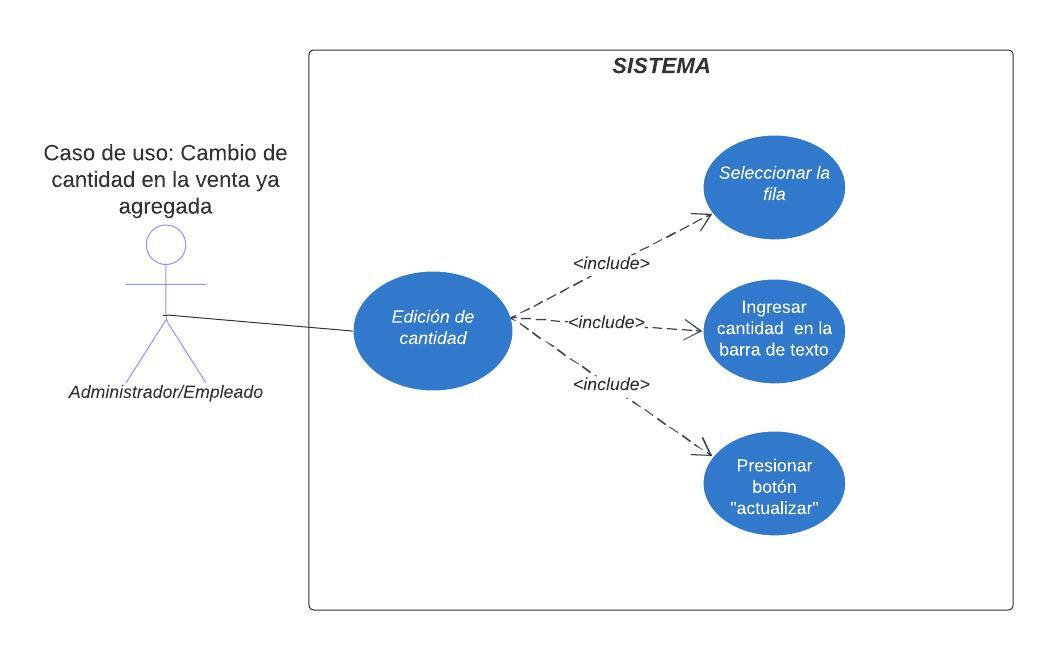 SISTEMA
Caso de uso: Cambio de
cantidad en la venta ya
agregada
Seleccionar la
fila
<include>
Edición de
cantidad
<include>
Ingresar
cantidad  en la
barra de texto
<include>
Administrador/Empleado
Presionar
botón
"actualizar"